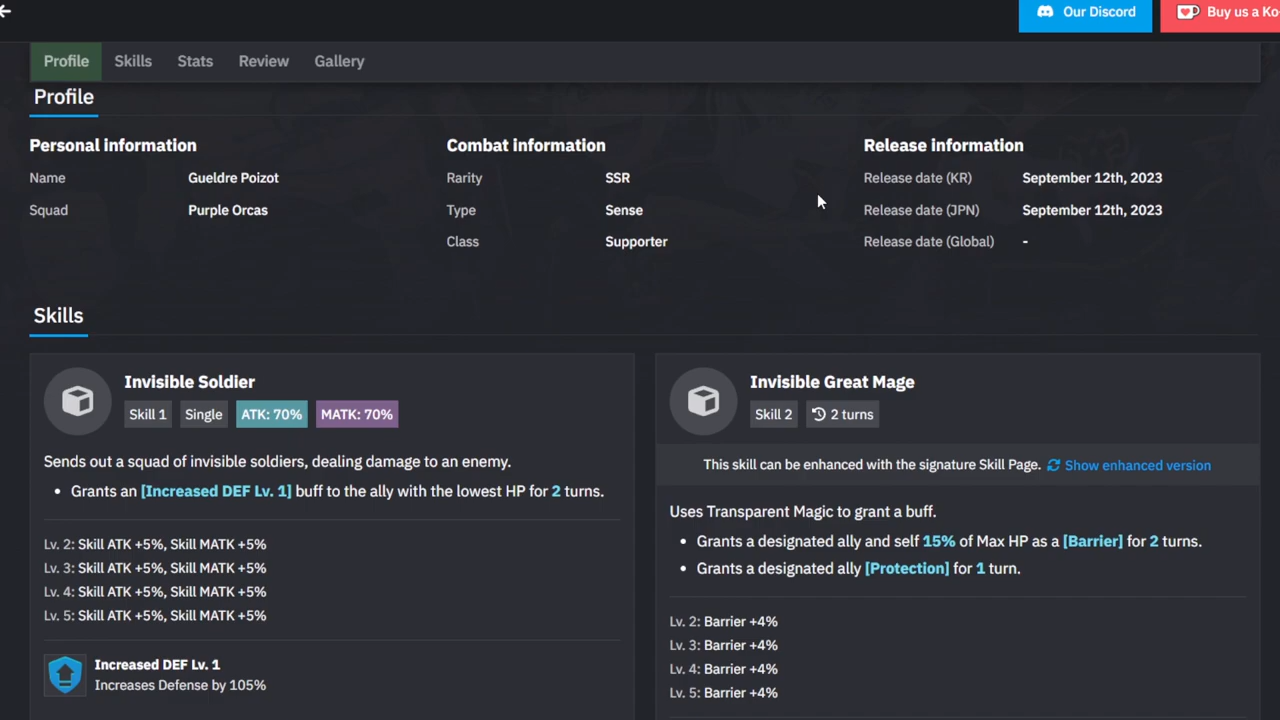 Our Discord
Buy us a Ko-
Profile Skills Stats Review Gallery
Profile
Personal information
Name Gueldre Poizot
Squad Purple Orcas
Combat information
Rarity SSR
Type Sense
Class Supporter
Release information
Release date (KR) September 12th, 2023
Release date (JPN) September 12th, 2023
Release date (Global) -
Skills
Invisible Soldier
Skill 1 Single ATK: 70% MATK: 70%
Sends out a squad of invisible soldiers, dealing damage to an enemy.
• Grants an [Increased DEF Lv. 1] buff to the ally with the lowest HP for 2 turns.
Lv. 2: Skill ATK +5%, Skill MATK +5%
Lv. 3: Skill ATK +5%, Skill MATK +5%
Lv. 4: Skill ATK +5%, Skill MATK +5%
Lv. 5: Skill ATK +5%, Skill MATK +5%
Increased DEF Lv. 1
Increases Defense by 105%
Invisible Great Mage
Skill 2 2 turns
This skill can be enhanced with the signature Skill Page. Show enhanced version
Uses Transparent Magic to grant a buff.
• Grants a designated ally and self 15% of Max HP as a [Barrier] for 2 turns.
• Grants a designated ally [Protection] for 1 turn.
Lv. 2: Barrier +4%
Lv. 3: Barrier +4%
Lv. 4: Barrier +4%
Lv. 5: Barrier +4%